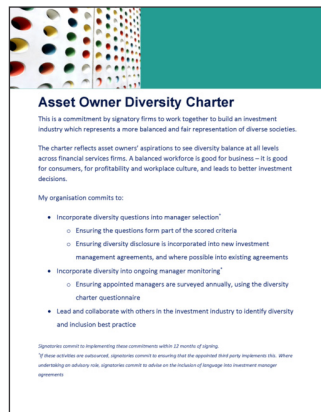 Asset Owner Diversity Charter
This is a commitment by signatory firms to work together to build an investment
industry which represents a more balanced and fair representation of diverse societies.
The charter reflects asset owners' aspirations to see diversity balance at all levels
across financial services firms. A balanced workforce is good for business – it is good
for consumers, for profitability and workplace culture, and leads to better investment
decisions.
My organisation commits to:
• Incorporate diversity questions into manager selection*
o Ensuring the questions form part of the scored criteria
o Ensuring diversity disclosure is incorporated into new investment
management agreements, and where possible into existing agreements
• Incorporate diversity into ongoing manager monitoring*
o Ensuring appointed managers are surveyed annually, using the diversity
charter questionnaire
• Lead and collaborate with others in the investment industry to identify diversity
and inclusion best practice
Signatories commit to implementing these commitments within 12 months of signing.
*If these activities are outsourced, signatories commit to ensuring that the appointed third party implements this. Where
undertaking an advisory role, signatories commit to advise on the inclusion of language into investment manager
agreements